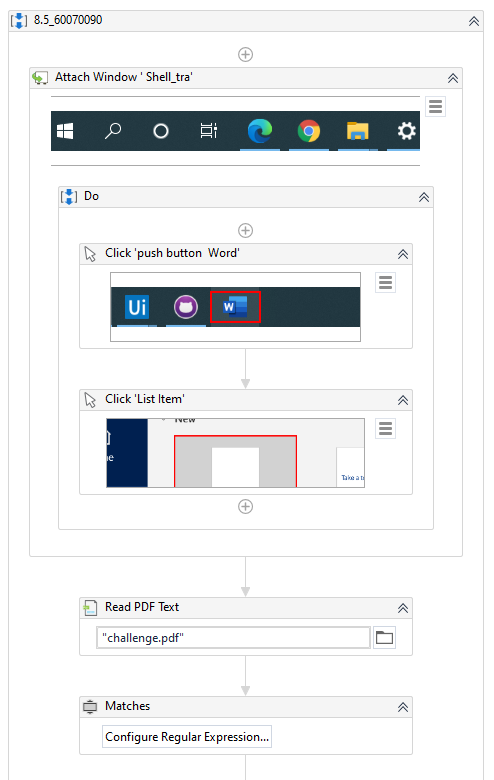 8.5_60070090
Attach Window ' Shell_tra'
Do
Click 'push button  Word'
Ui
W
Click 'List Item'
New
me
Take a t
Read PDF Text
"challenge.pdf"
Matches
Configure Regular Expression...